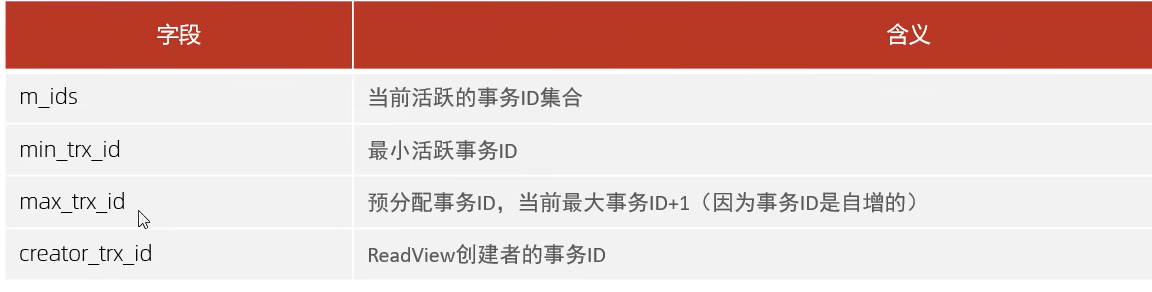 字段 含义
m_ids 当前活跃的事务ID集合
min_trx_id 最小活跃事务ID
max_trx_id 预分配事务ID，当前最大事务ID+1（因为事务ID是自增的）
creator_trx_id ReadView创建者的事务ID